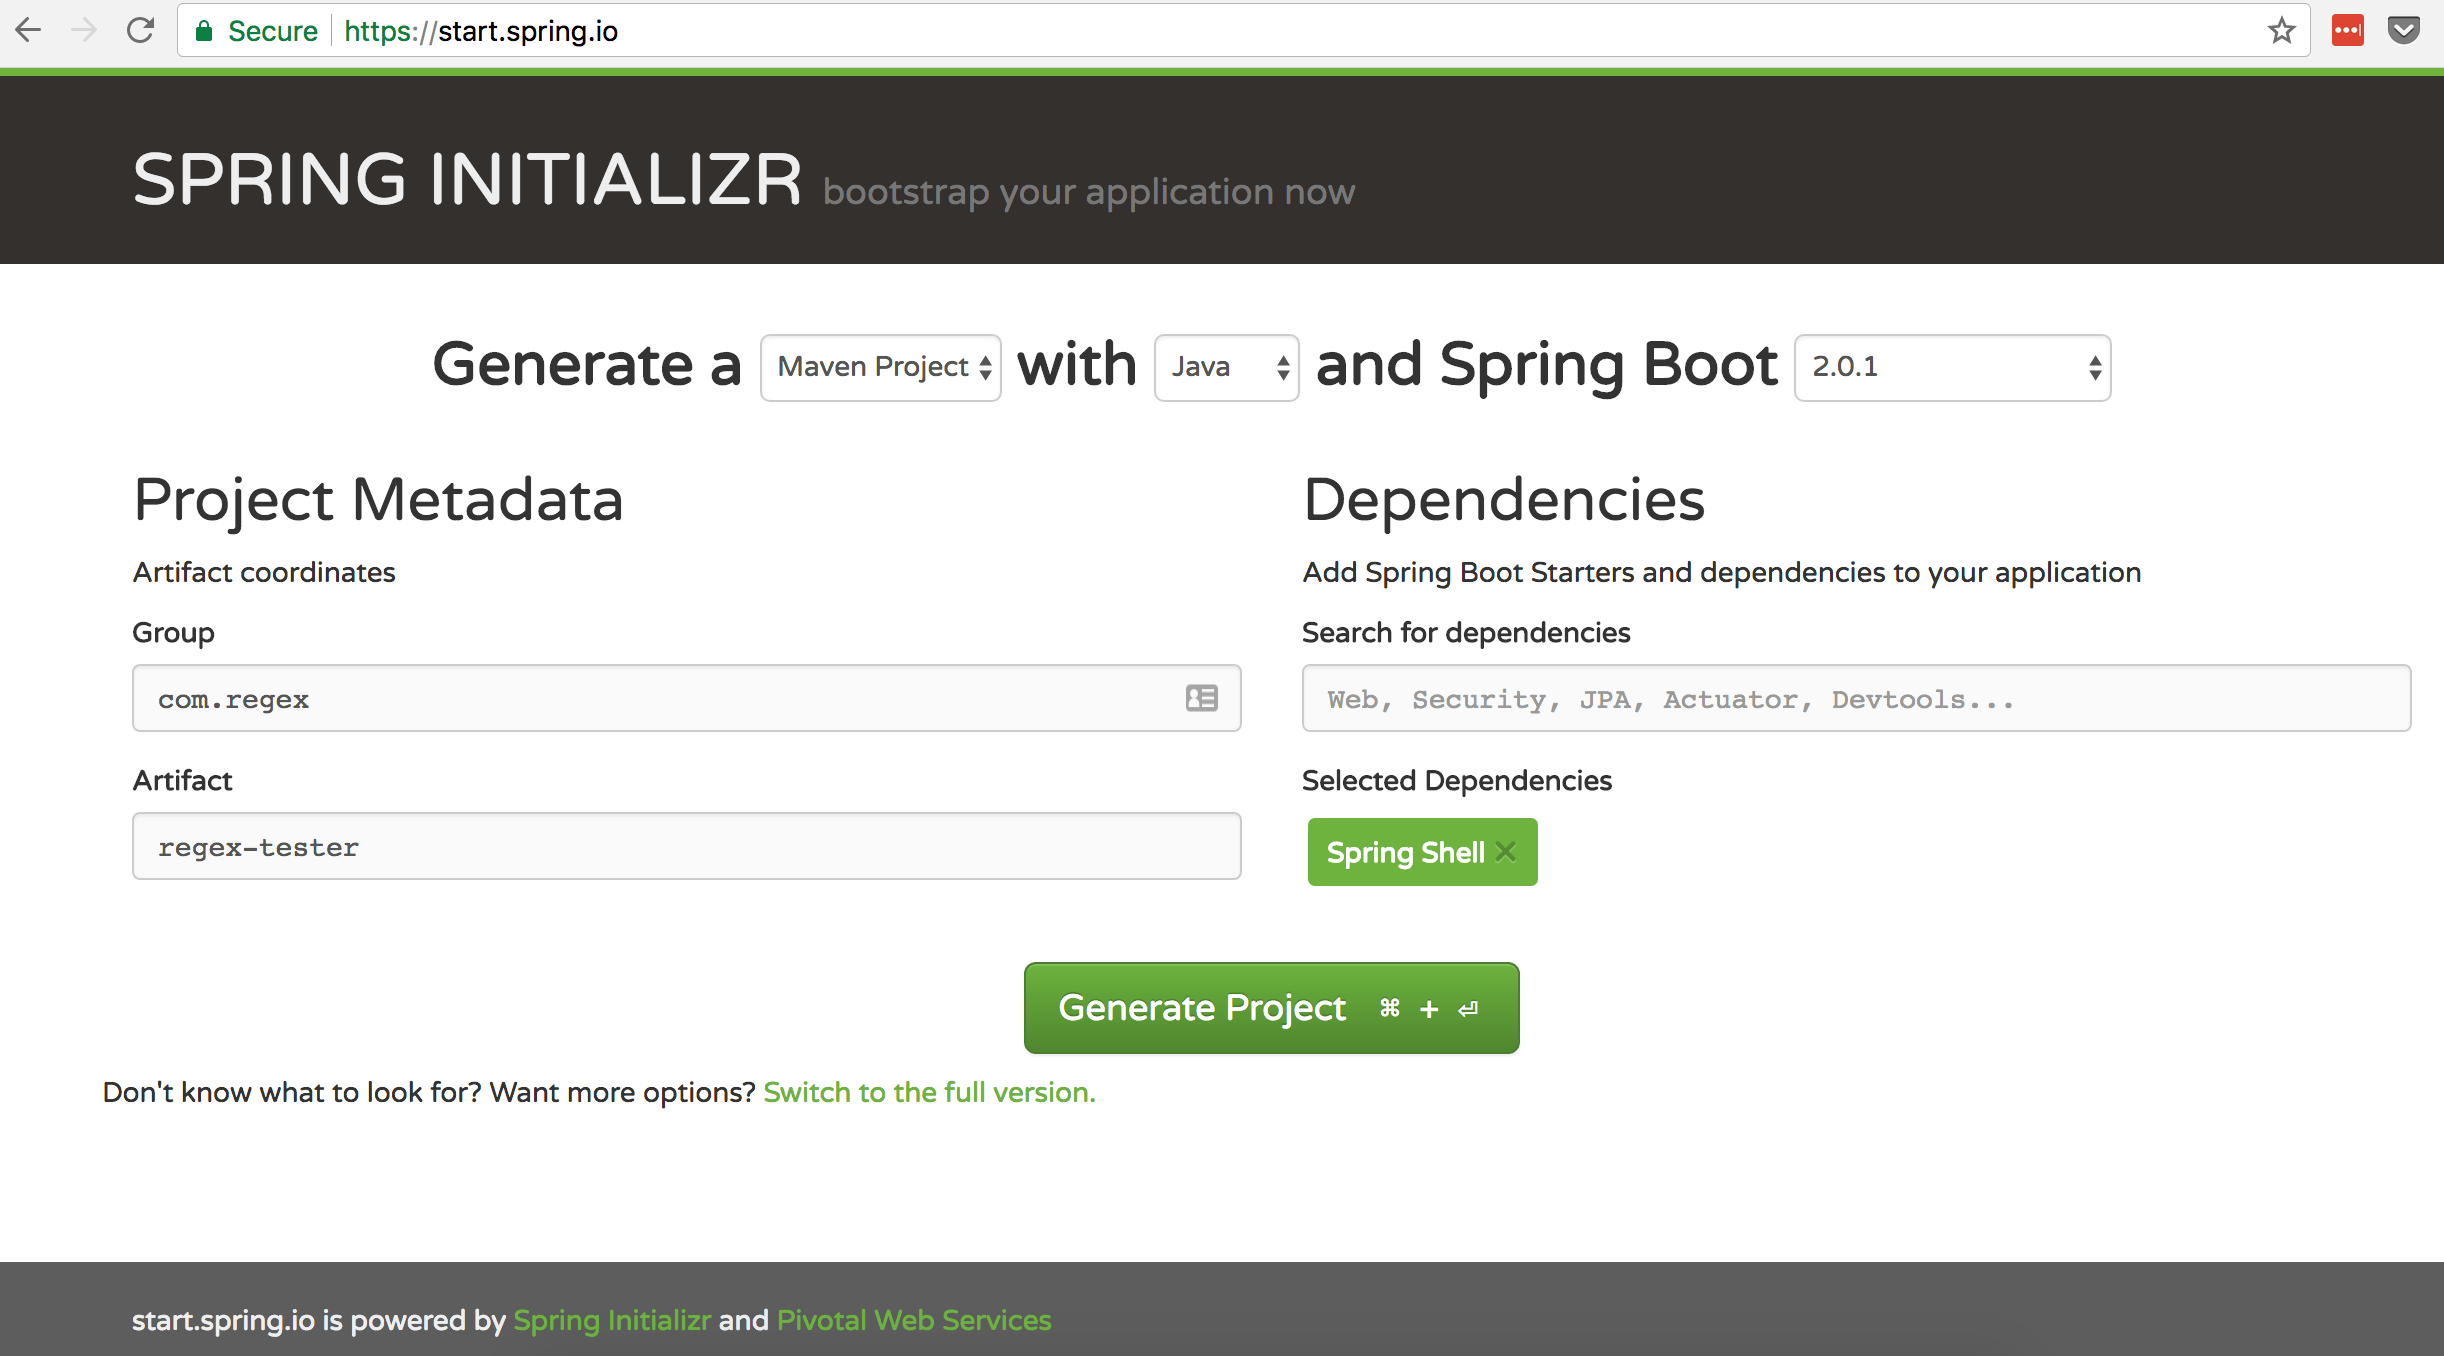 Secure https://start.spring.io
SPRING INITIALIZR bootstrap your application now
Generate a Maven Project with Java and Spring Boot 2.0.1
Project Metadata
Artifact coordinates
Group
com.regex
Artifact
regex-tester
Dependencies
Add Spring Boot Starters and dependencies to your application
Search for dependencies
Web, Security, JPA, Actuator, Devtools...
Selected Dependencies
Spring Shell ×
Generate Project ⌘ + ⏎
Don't know what to look for? Want more options? Switch to the full version.
start.spring.io is powered by Spring Initializr and Pivotal Web Services